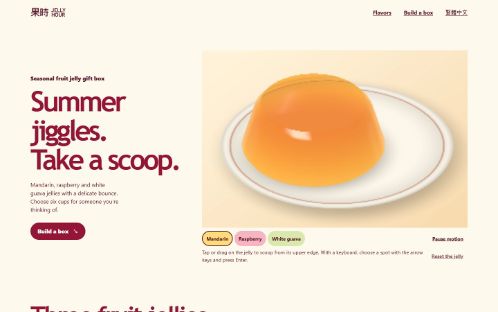 果時 JELLY HOUR
Flavors
Build a box
繁體中文
Seasonal fruit jelly gift box
Summer
jiggles.
Take a scoop.
Mandarin, raspberry and white
guava jellies with a delicate bounce.
Choose six cups for someone you're
thinking of.
Build a box ↘
Mandarin
Raspberry
White guava
Pause motion
Tap or drag on the jelly to scoop from its upper edge. With a keyboard, choose a spot with the arrow
keys and press Enter.
Reset the jelly
Three fruit jellies